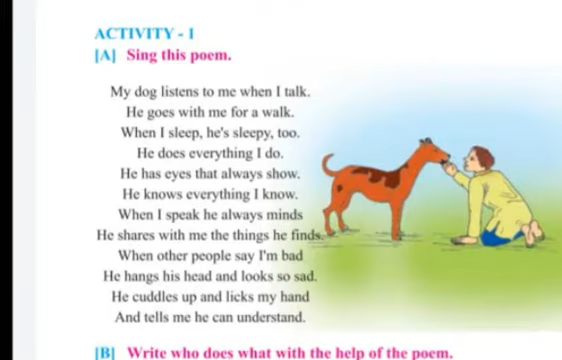 ACTIVITY - 1
[A] Sing this poem.
My dog listens to me when I talk.
He goes with me for a walk.
When I sleep, he's sleepy, too.
He does everything I do.
He has eyes that always show.
He knows everything I know.
When I speak he always minds
He shares with me the things he finds.
When other people say I'm bad
He hangs his head and looks so sad.
He cuddles up and licks my hand
And tells me he can understand.
[B] Write who does what with the help of the poem.